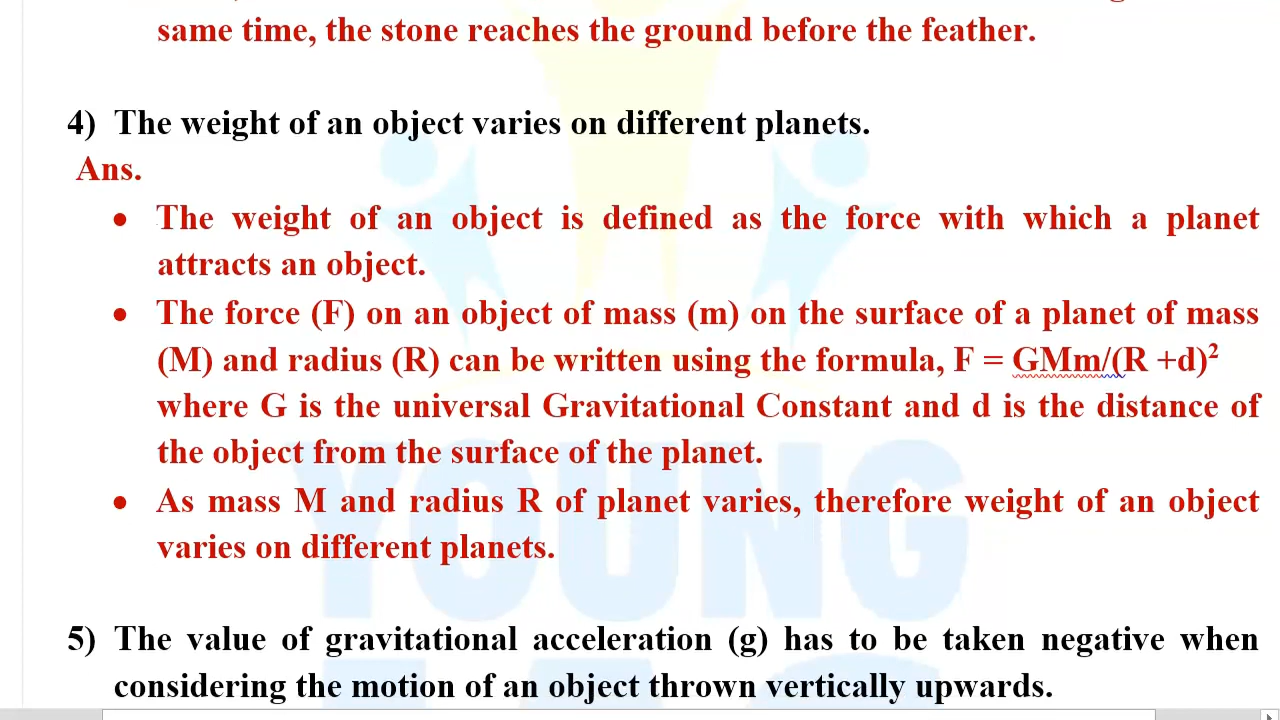 same time, the stone reaches the ground before the feather.
4) The weight of an object varies on different planets.
Ans.
• The weight of an object is defined as the force with which a planet
attracts an object.
• The force (F) on an object of mass (m) on the surface of a planet of mass
(M) and radius (R) can be written using the formula, F = GMm/(R +d)²
where G is the universal Gravitational Constant and d is the distance of
the object from the surface of the planet.
• As mass M and radius R of planet varies, therefore weight of an object
varies on different planets.
YOUNG
5) The value of gravitational acceleration (g) has to be taken negative when
considering the motion of an object thrown vertically upwards.